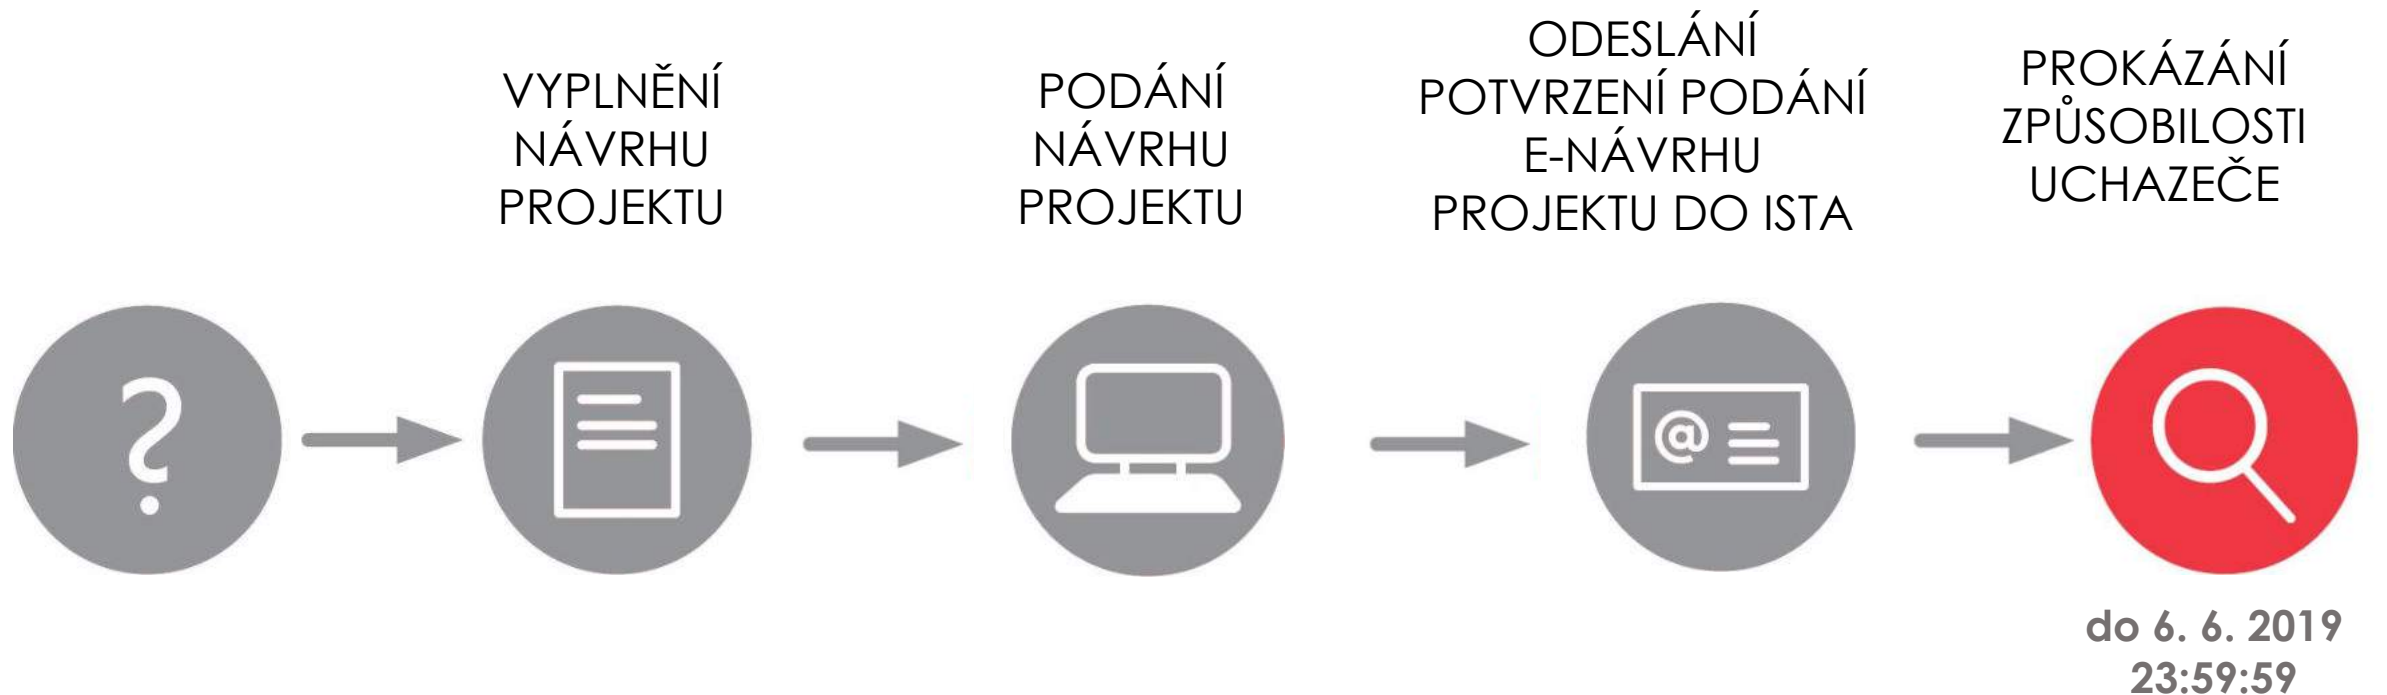 VYPLNĚNÍ
NÁVRHU
PROJEKTU
PODÁNÍ
NÁVRHU
PROJEKTU
ODESLÁNÍ
POTVRZENÍ PODÁNÍ
E-NÁVRHU
PROJEKTU DO ISTA
PROKÁZÁNÍ
ZPŮSOBILOSTI
UCHAZEČE
?
@
do 6. 6. 2019
23:59:59